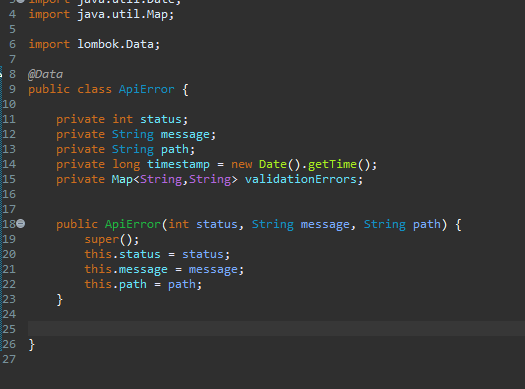 import java.util.Date;
4 import java.util.Map;
5
6 import lombok.Data;
7
8 @Data
9 public class ApiError {
10
11 private int status;
12 private String message;
13 private String path;
14 private long timestamp = new Date().getTime();
15 private Map<String,String> validationErrors;
16
17
18 public ApiError(int status, String message, String path) {
19 super();
20 this.status = status;
21 this.message = message;
22 this.path = path;
23 }
24
25
26 }
27